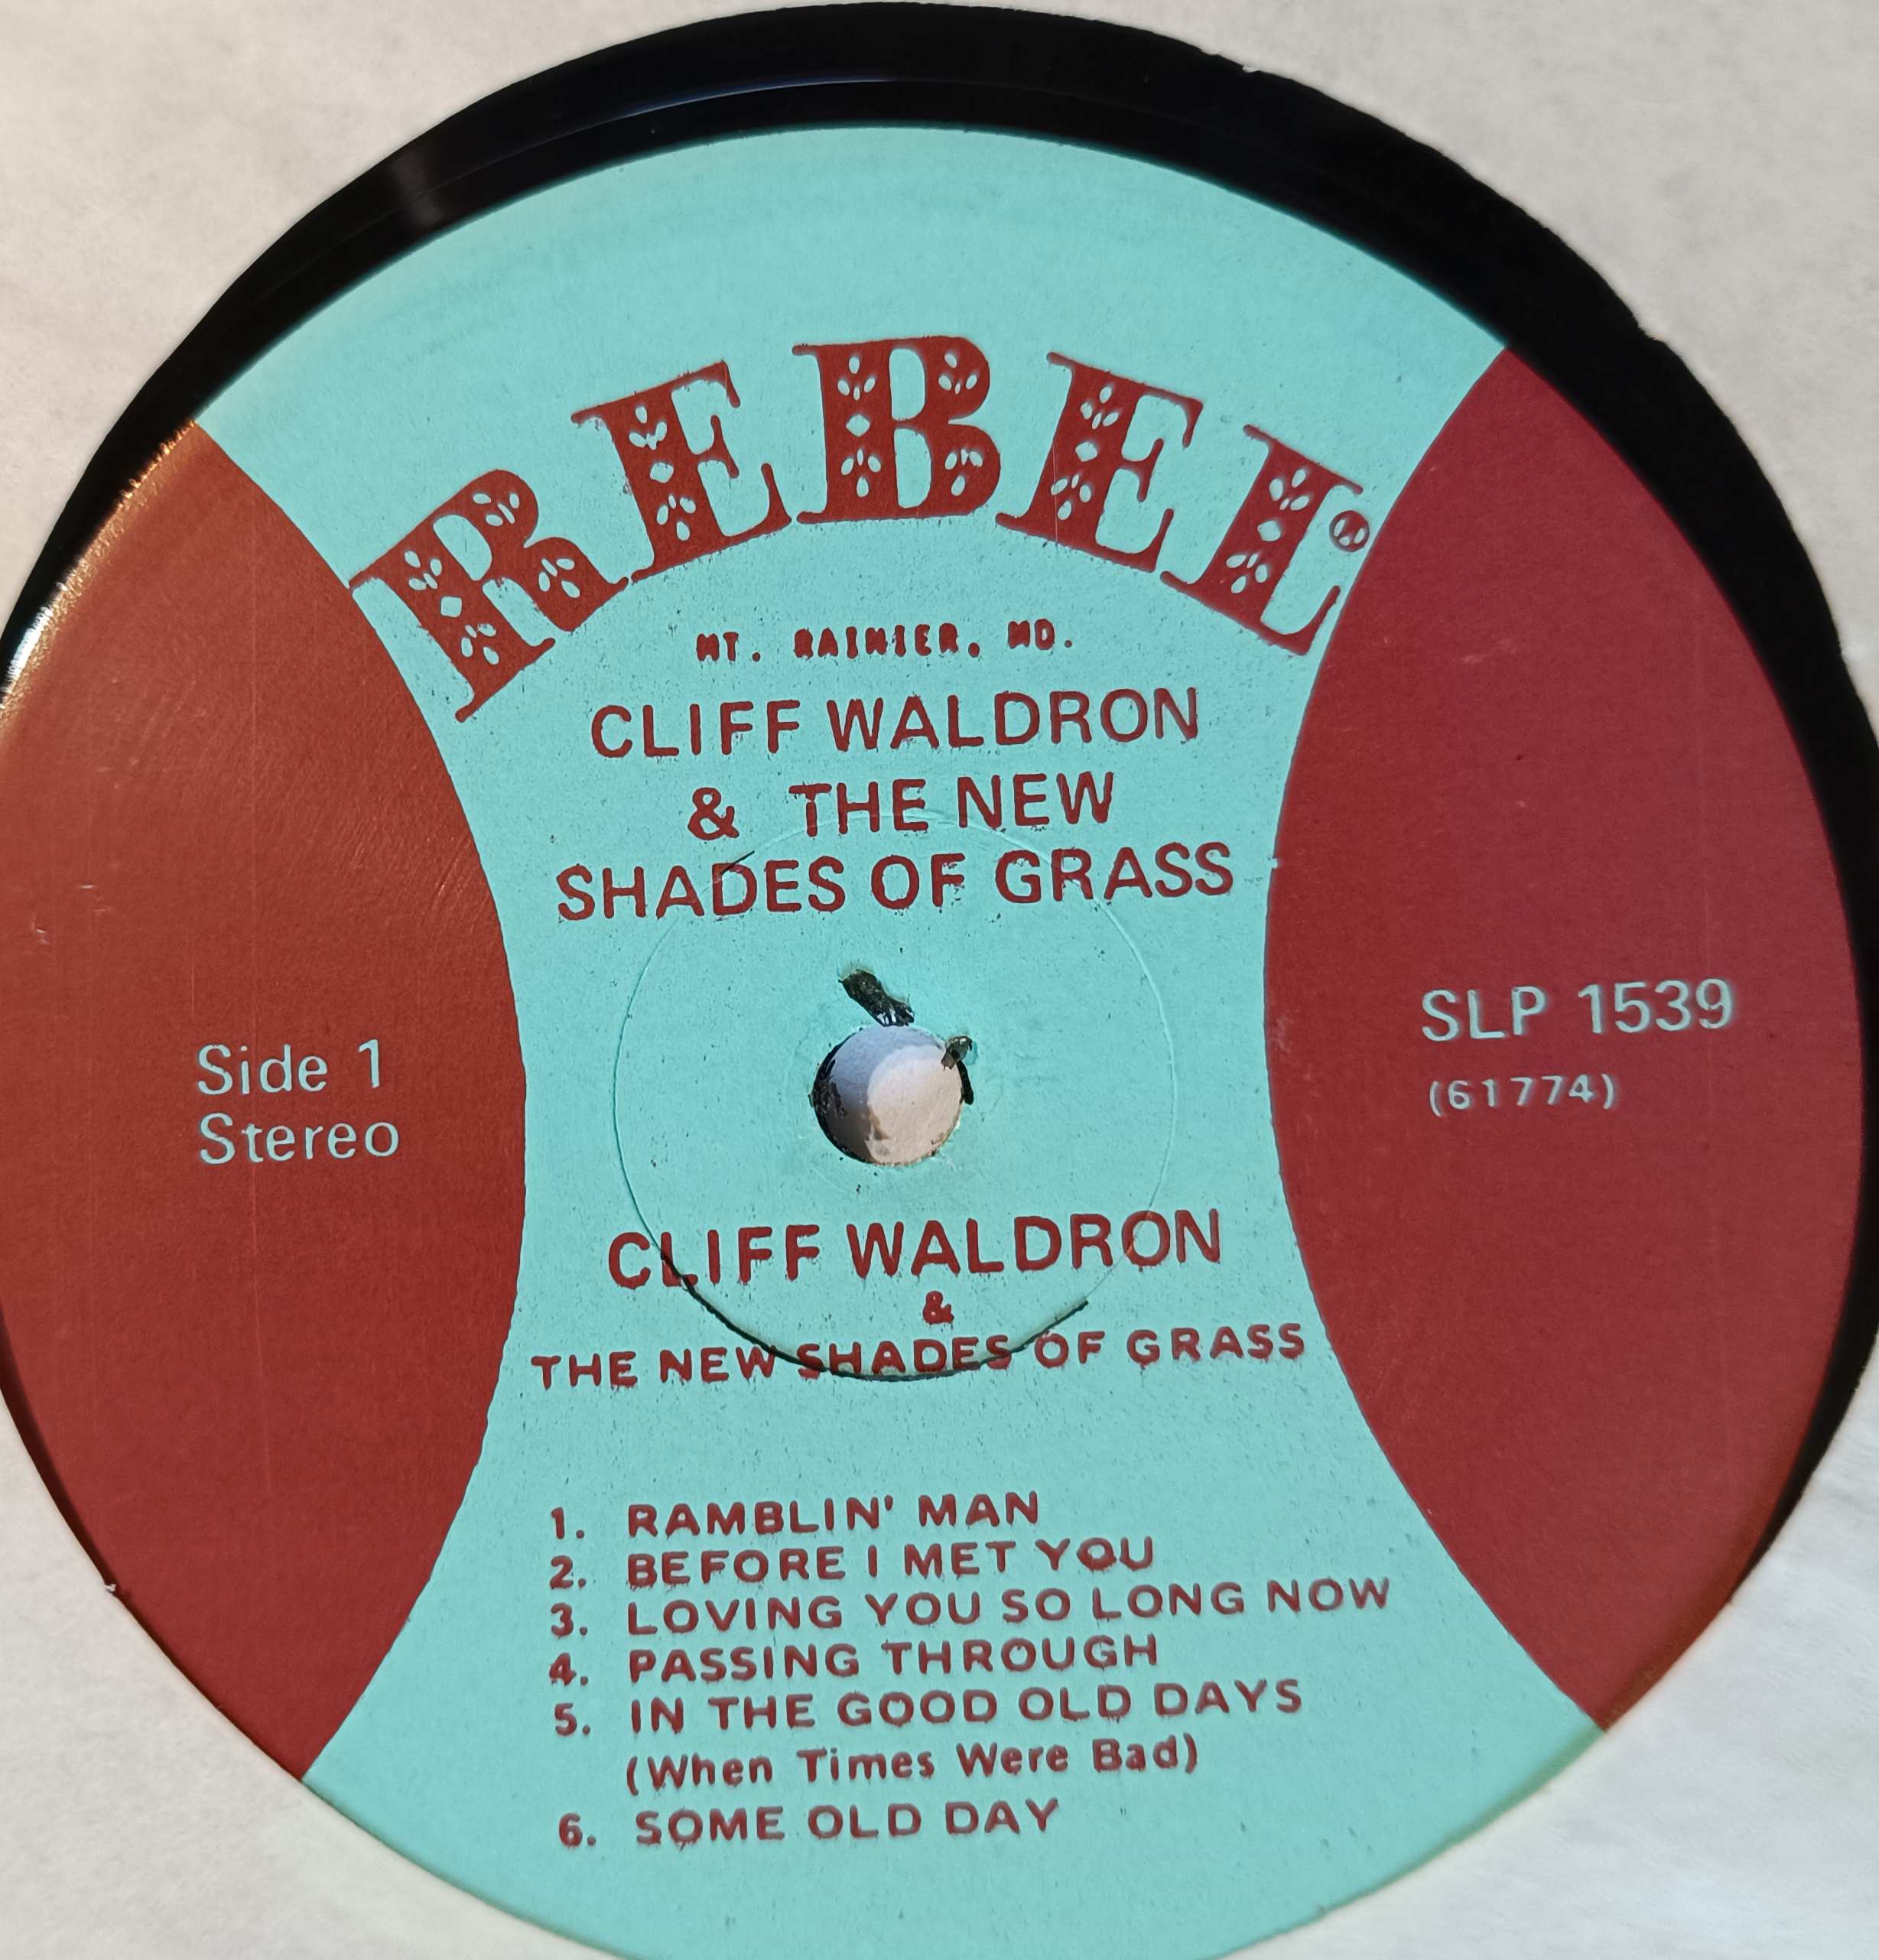 REBEL®
MT. RAINIER, MD.
CLIFF WALDRON
& THE NEW
SHADES OF GRASS
Side 1
Stereo
SLP 1539
(61774)
CLIFF WALDRON
&
THE NEW SHADES OF GRASS
1. RAMBLIN' MAN
2. BEFORE I MET YOU
3. LOVING YOU SO LONG NOW
4. PASSING THROUGH
5. IN THE GOOD OLD DAYS
(When Times Were Bad)
6. SOME OLD DAY